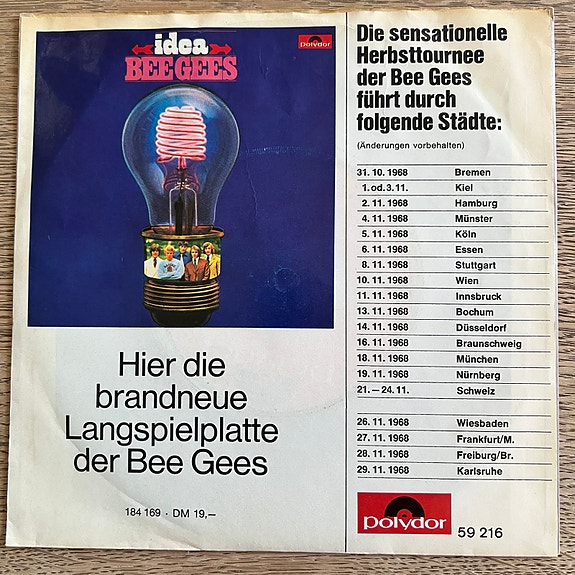 idea
BEE GEES
Polydor
Hier die
brandneue
Langspielplatte
der Bee Gees
184 169 · DM 19,—
Die sensationelle
Herbsttournee
der Bee Gees
führt durch
folgende Städte:
(Änderungen vorbehalten)
31. 10. 1968 Bremen
1. od. 3. 11. Kiel
2. 11. 1968 Hamburg
4. 11. 1968 Münster
5. 11. 1968 Köln
6. 11. 1968 Essen
8. 11. 1968 Stuttgart
10. 11. 1968 Wien
11. 11. 1968 Innsbruck
13. 11. 1968 Bochum
14. 11. 1968 Düsseldorf
16. 11. 1968 Braunschweig
18. 11. 1968 München
19. 11. 1968 Nürnberg
21. — 24. 11. Schweiz
26. 11. 1968 Wiesbaden
27. 11. 1968 Frankfurt/M.
28. 11. 1968 Freiburg/Br.
29. 11. 1968 Karlsruhe
polydor
59 216